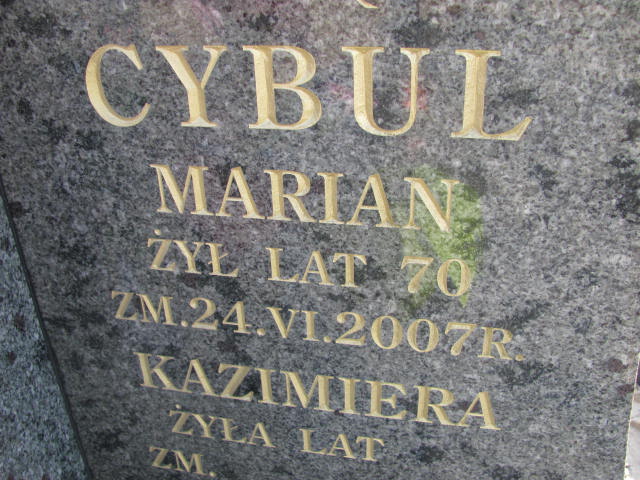 CYBUL
MARIAN
ŻYŁ LAT 70
ZM.24.VI.2007R.
KAZIMIERA
ŻYŁA LAT
ZM.